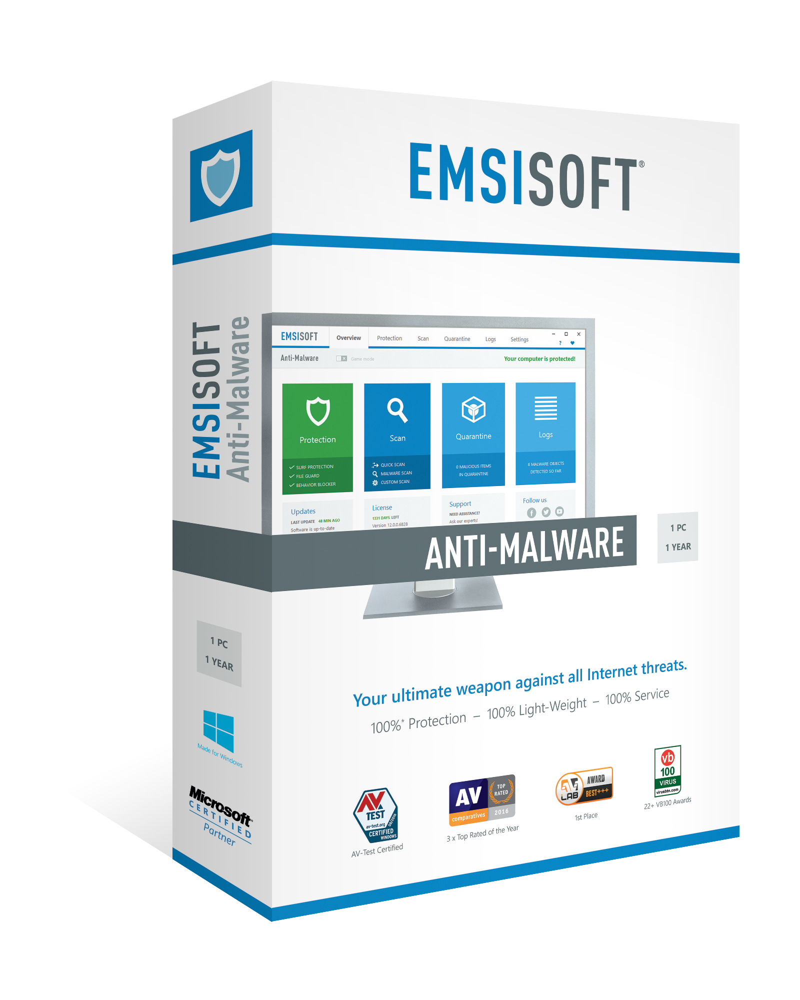 EMSISOFT®
EMSISOFT
Anti-Malware
EMSISOFT
Overview
Protection
Scan
Quarantine
Logs
Settings
?
Anti-Malware
Game mode
Your computer is protected!
Protection
SURF PROTECTION
FILE GUARD
BEHAVIOR BLOCKER
Scan
QUICK SCAN
MALWARE SCAN
CUSTOM SCAN
Quarantine
0 MALICIOUS ITEMS
IN QUARANTINE
Logs
8 MALWARE OBJECTS
DETECTED SO FAR
Updates
LAST UPDATE 48 MIN AGO
Software is up-to-date
License
1331 DAYS LEFT
Version 12.0.0.6828
Support
NEED ASSISTANCE?
Ask our experts!
Follow us
ANTI-MALWARE
1 PC
1 YEAR
1 PC
1 YEAR
Made for Windows
Microsoft
CERTIFIED
Partner
Your ultimate weapon against all Internet threats.
100%* Protection – 100% Light-Weight – 100% Service
AV
TEST
av-test.org
08/2016
CERTIFIED
WINDOWS
AV-Test Certified
AV
comparatives
TOP
RATED
2016
3 x Top Rated of the Year
AV
LAB
AWARD
BEST+++
1st Place
vb
100
VIRUS
virusbtn.com
22+ VB100 Awards